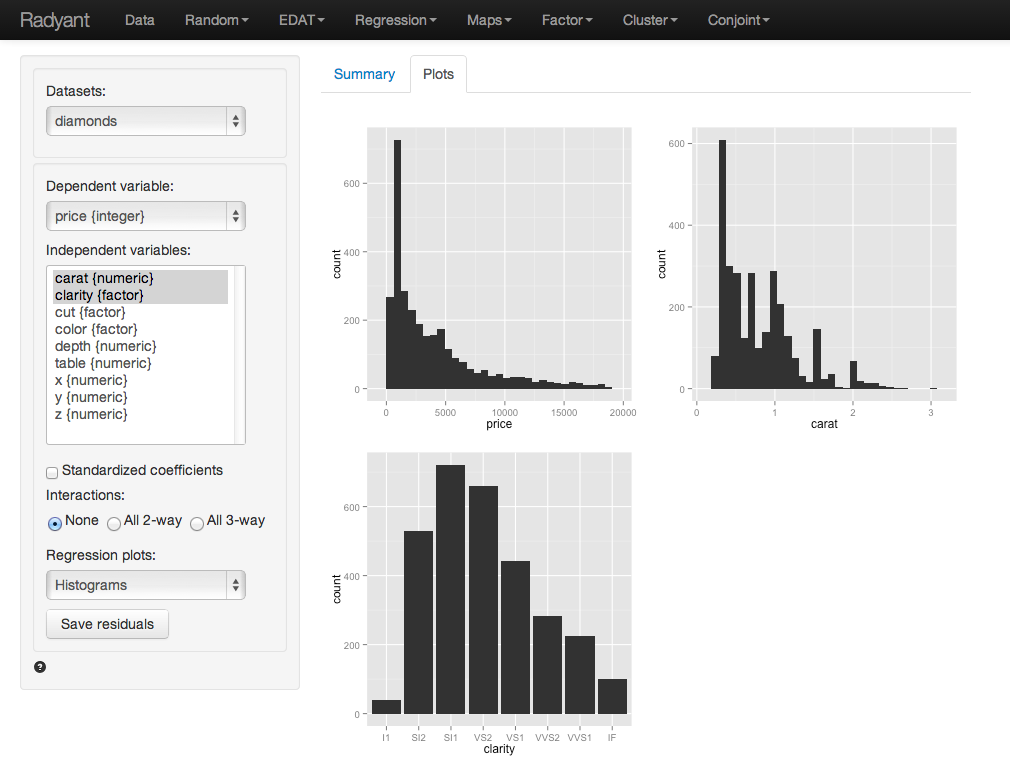 Radyant Data Random EDAT Regression Maps Factor Cluster Conjoint
Datasets:
diamonds
Dependent variable:
price {integer}
Independent variables:
carat {numeric}
clarity {factor}
cut {factor}
color {factor}
depth {numeric}
table {numeric}
x {numeric}
y {numeric}
z {numeric}
Standardized coefficients
Interactions:
None All 2-way All 3-way
Regression plots:
Histograms
Save residuals
?
Summary Plots
600
400
200
0
count
0 5000 10000 15000 20000
price
600
400
200
0
count
0 1 2 3
carat
600
400
200
0
count
I1 SI2 SI1 VS2 VS1 VVS2 VVS1 IF
clarity